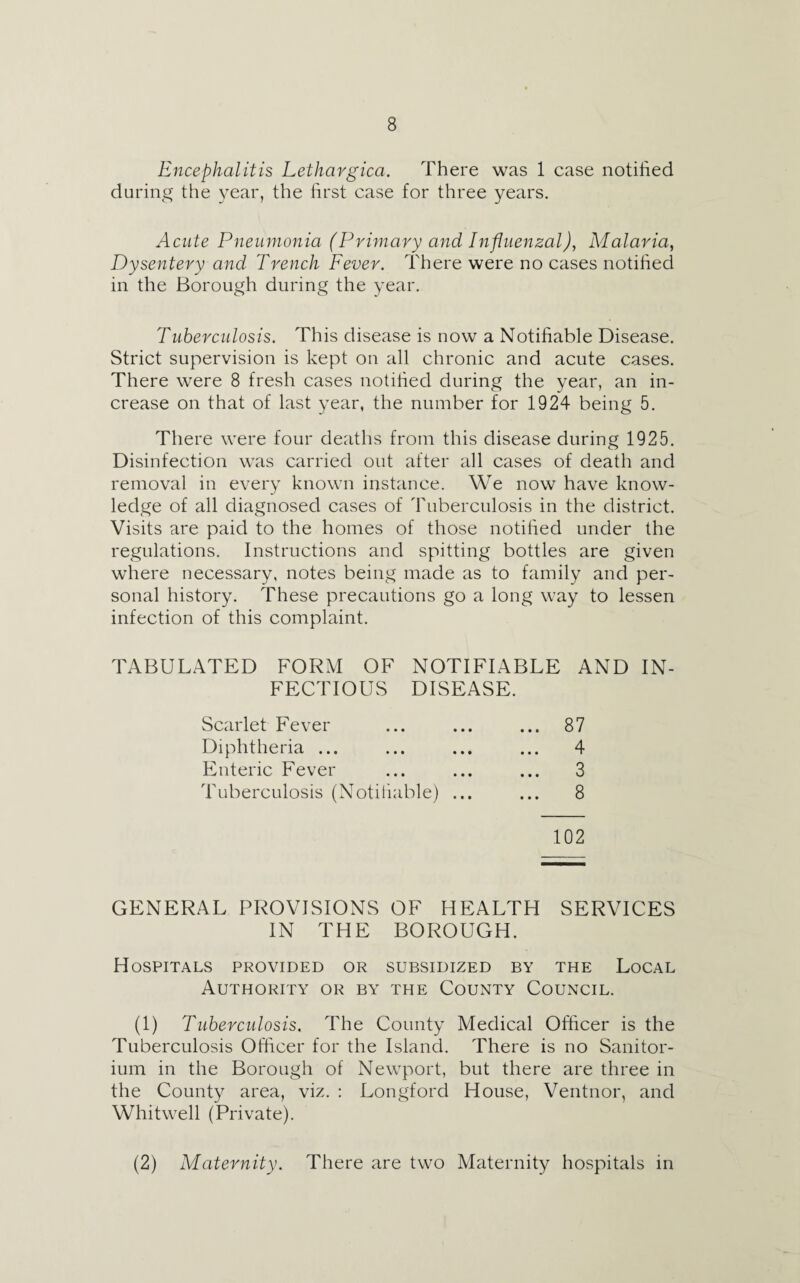 8
Encephalitis Lethargica. There was 1 case notified
during the year, the first case for three years.
Acute Pneumonia (Primary and Influenzal), Malaria,
Dysentery and Trench Fever. There were no cases notified
in the Borough during the year.
Tuberculosis. This disease is now a Notifiable Disease.
Strict supervision is kept on all chronic and acute cases.
There were 8 fresh cases notified during the year, an in-
crease on that of last year, the number for 1924 being 5.
There were four deaths from this disease during 1925.
Disinfection was carried out after all cases of death and
removal in every known instance. We now have know-
ledge of all diagnosed cases of Tuberculosis in the district.
Visits are paid to the homes of those notified under the
regulations. Instructions and spitting bottles are given
where necessary, notes being made as to family and per-
sonal history. These precautions go a long way to lessen
infection of this complaint.
TABULATED FORM OF NOTIFIABLE AND IN-
FECTIOUS DISEASE.
Scarlet Fever ... ... ... 87
Diphtheria ... ... ... ... 4
Enteric Fever ... ... ... 3
Tuberculosis (Notifiable) ... ... 8
102
GENERAL PROVISIONS OF HEALTH SERVICES
IN THE BOROUGH.
Hospitals provided or subsidized by the Local
Authority or by the County Council.
(1) Tuberculosis. The County Medical Officer is the
Tuberculosis Officer for the Island. There is no Sanitor-
ium in the Borough of Newport, but there are three in
the County area, viz. : Longford House, Ventnor, and
Whitwell (Private).
(2) Maternity. There are two Maternity hospitals in